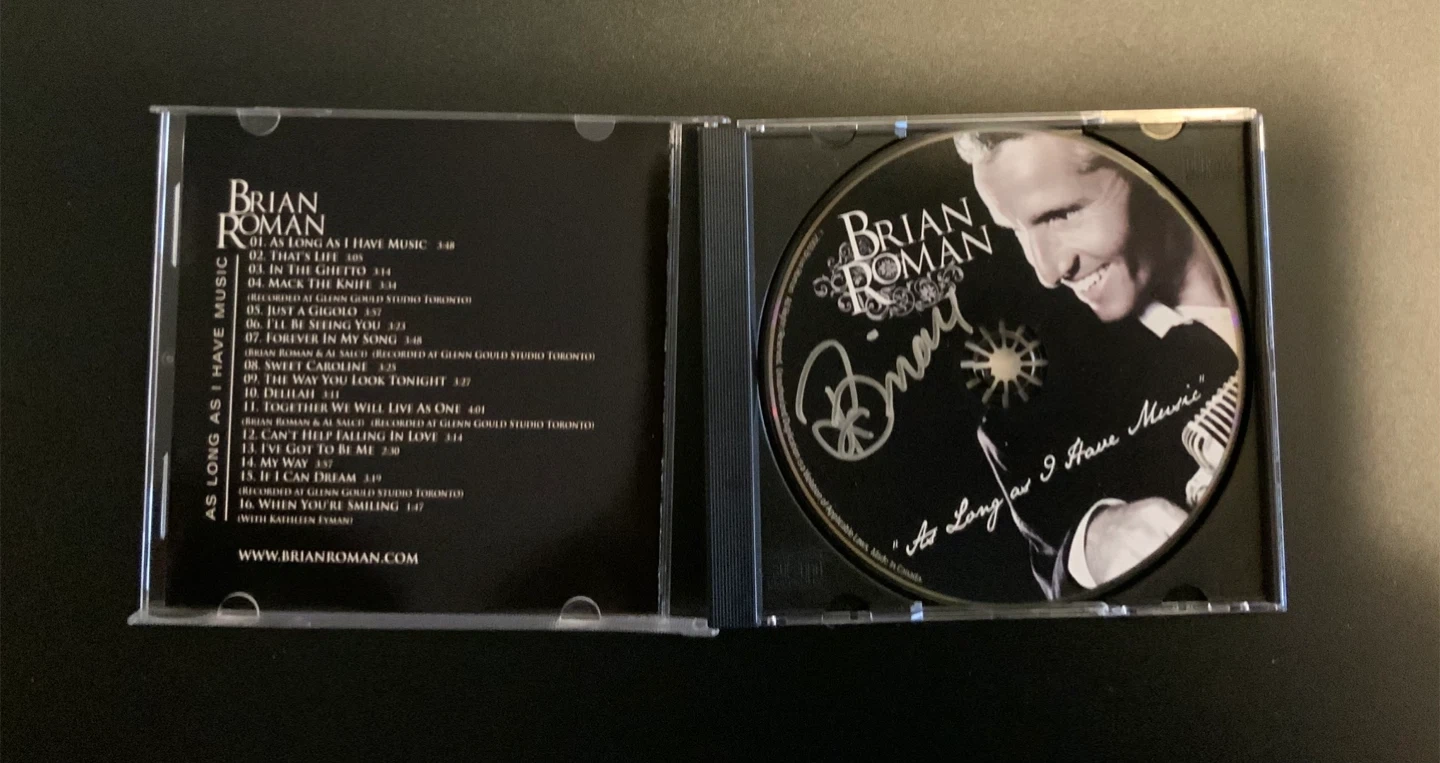 BRIAN
ROMAN
AS LONG AS I HAVE MUSIC
01. AS LONG AS I HAVE MUSIC 3:48
02. THAT'S LIFE 3:05
03. IN THE GHETTO 3:14
04. MACK THE KNIFE 3:34
(RECORDED AT GLENN GOULD STUDIO TORONTO)
05. JUST A GIGOLO 3:57
06. I'LL BE SEEING YOU 3:23
07. FOREVER IN MY SONG 3:48
(BRIAN ROMAN & AL SALCI) (RECORDED AT GLENN GOULD STUDIO TORONTO)
08. SWEET CAROLINE 3:25
09. THE WAY YOU LOOK TONIGHT 3:27
10. DELILAH 3:11
11. TOGETHER WE WILL LIVE AS ONE 4:01
(BRIAN ROMAN & AL SALCI) (RECORDED AT GLENN GOULD STUDIO TORONTO)
12. CAN'T HELP FALLING IN LOVE 3:14
13. I'VE GOT TO BE ME 2:30
14. MY WAY 3:57
15. IF I CAN DREAM 3:19
(RECORDED AT GLENN GOULD STUDIO TORONTO)
16. WHEN YOU'RE SMILING 1:47
(WITH KATHLEEN EYMAN)
WWW.BRIANROMAN.COM
BRIAN
ROMAN
Brian
"As Long as I Have Music"
of Applicable Laws. Made in Canada